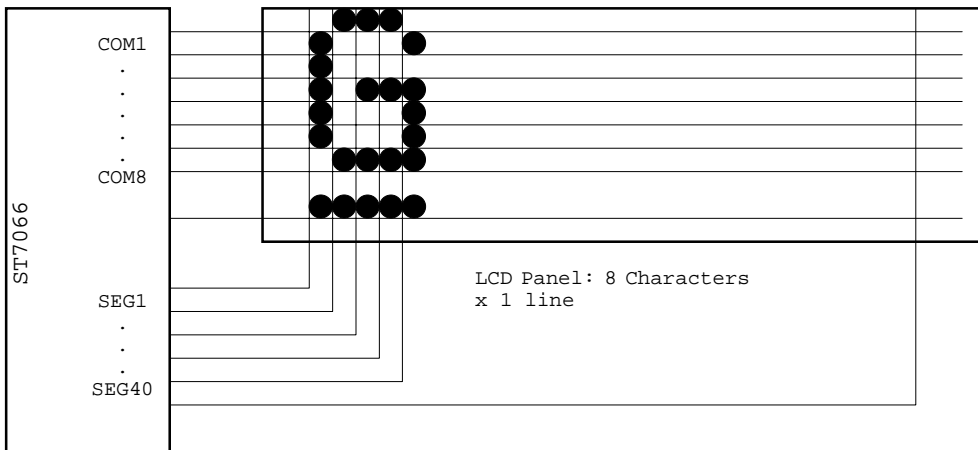 COM1
.
.
.
.
.
COM8
ST7066
LCD Panel: 8 Characters
x 1 line
SEG1
.
.
.
SEG40